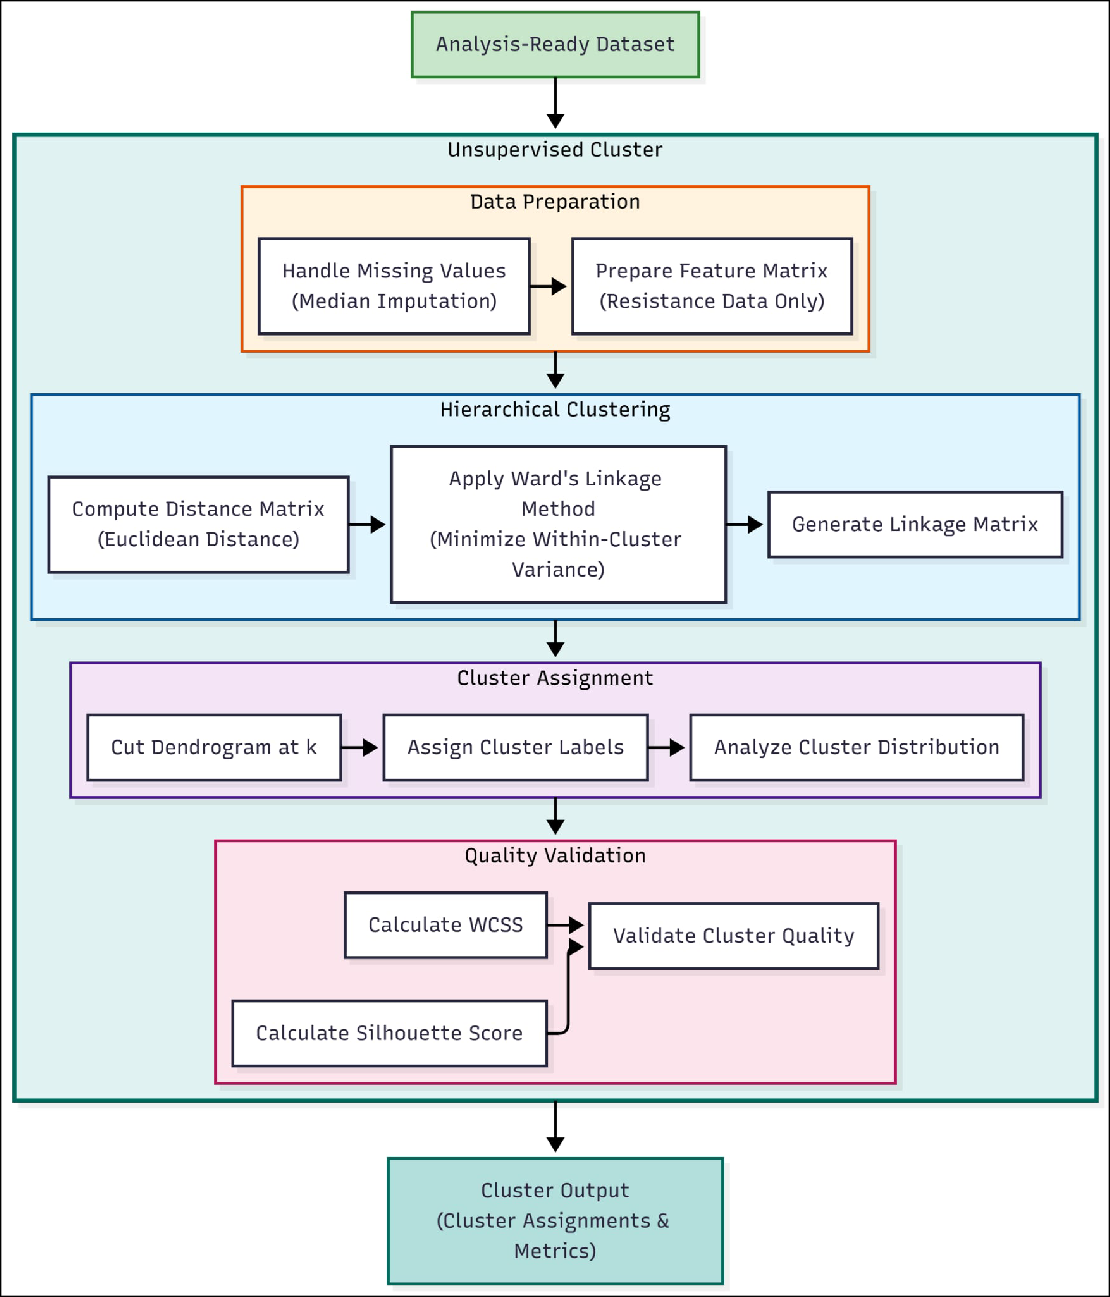 Analysis-Ready Dataset
Unsupervised Cluster
Data Preparation
Handle Missing Values
(Median Imputation)
Prepare Feature Matrix
(Resistance Data Only)
Hierarchical Clustering
Compute Distance Matrix
(Euclidean Distance)
Apply Ward's Linkage
Method
(Minimize Within-Cluster
Variance)
Generate Linkage Matrix
Cluster Assignment
Cut Dendrogram at k
Assign Cluster Labels
Analyze Cluster Distribution
Quality Validation
Calculate WCSS
Validate Cluster Quality
Calculate Silhouette Score
Cluster Output
(Cluster Assignments &
Metrics)